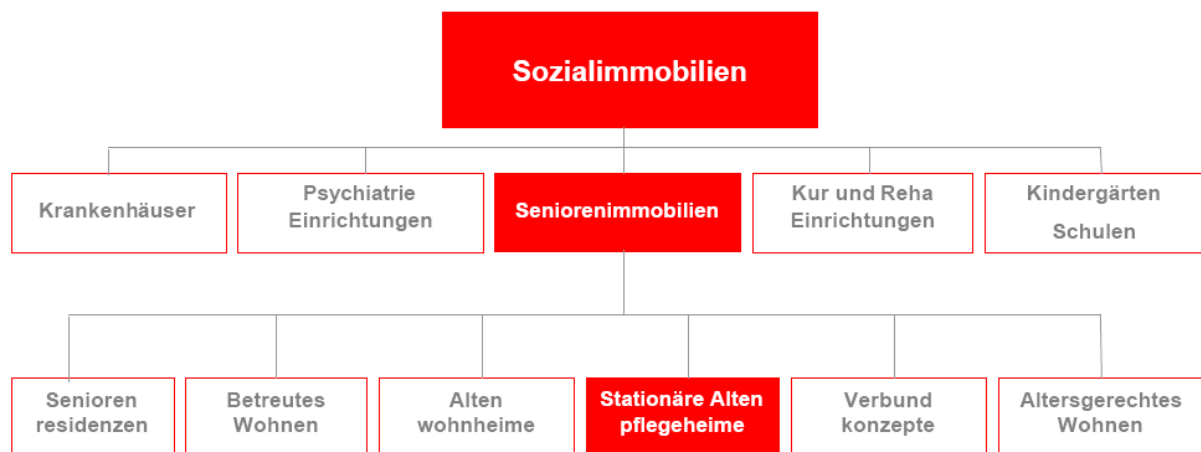 Sozialimmobilien
Krankenhäuser
Psychiatrie
Einrichtungen
Seniorenimmobilien
Kur und Reha
Einrichtungen
Kindergärten
Schulen
Senioren
residenzen
Betreutes
Wohnen
Alten
wohnheime
Stationäre Alten
pflegeheime
Verbund
konzepte
Altersgerechtes
Wohnen